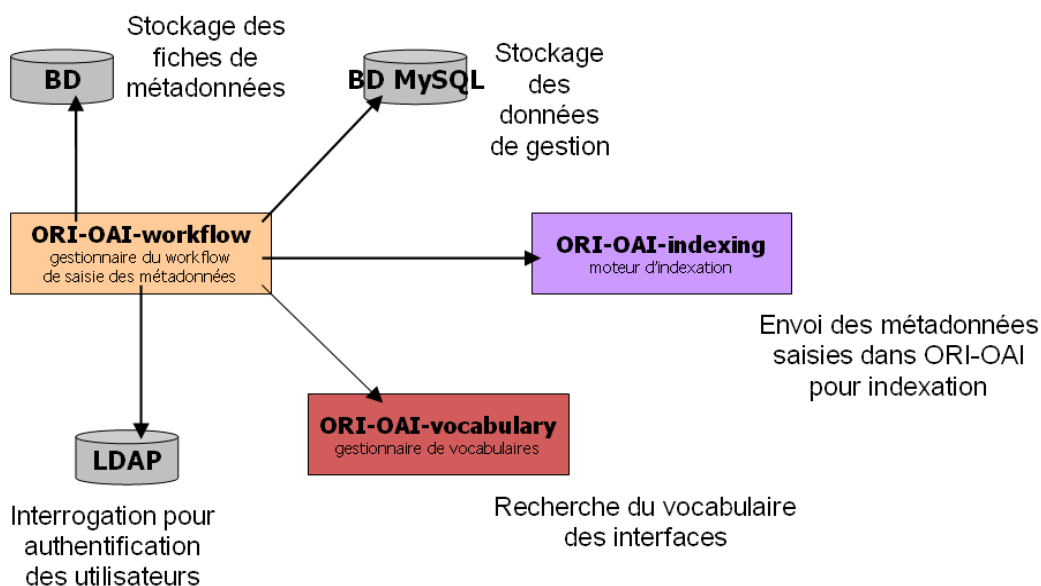 Stockage des
fiches de
métadonnées
BD
BD MySQL
Stockage
des
données
de gestion
ORI-OAI-workflow
gestionnaire du workflow
de saisie des métadonnées
ORI-OAI-indexing
moteur d'indexation
Envoi des métadonnées
saisies dans ORI-OAI
pour indexation
ORI-OAI-vocabulary
gestionnaire de vocabulaires
LDAP
Recherche du vocabulaire
des interfaces
Interrogation pour
authentification
des utilisateurs